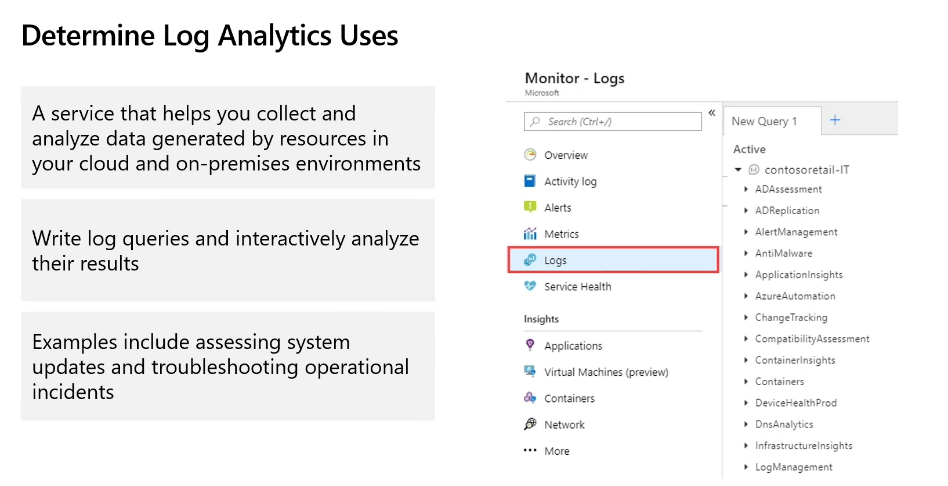 Determine Log Analytics Uses
A service that helps you collect and
analyze data generated by resources in
your cloud and on-premises environments
Write log queries and interactively analyze
their results
Examples include assessing system
updates and troubleshooting operational
incidents
Monitor - Logs
Microsoft
Search (Ctrl+/)
«
Overview
Activity log
Alerts
Metrics
Logs
Service Health
Insights
Applications
Virtual Machines (preview)
Containers
Network
More
New Query 1
+
Active
contosoretail-IT
ADAssessment
ADReplication
AlertManagement
AntiMalware
ApplicationInsights
AzureAutomation
ChangeTracking
CompatibilityAssessment
ContainerInsights
Containers
DeviceHealthProd
DnsAnalytics
InfrastructureInsights
LogManagement